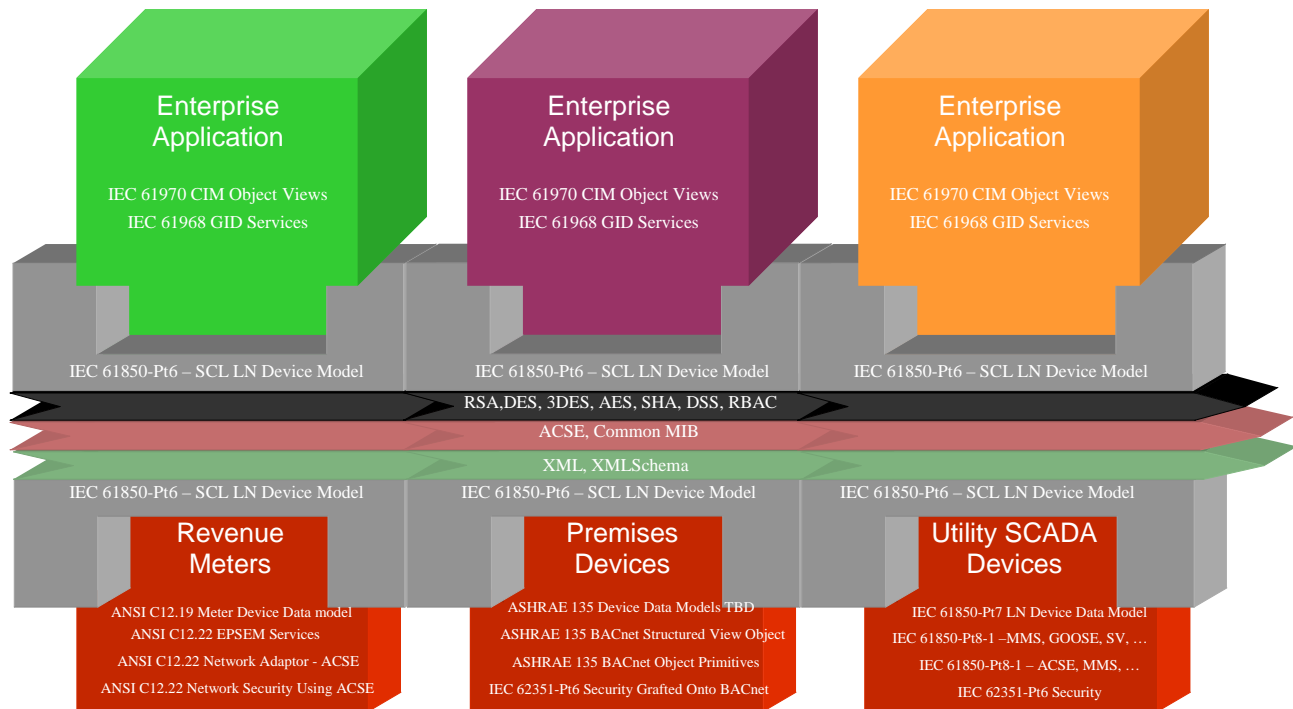 Enterprise
Application
IEC 61970 CIM Object Views
IEC 61968 GID Services
Enterprise
Application
IEC 61970 CIM Object Views
IEC 61968 GID Services
Enterprise
Application
IEC 61970 CIM Object Views
IEC 61968 GID Services
IEC 61850-Pt6 – SCL LN Device Model
IEC 61850-Pt6 – SCL LN Device Model
IEC 61850-Pt6 – SCL LN Device Model
RSA,DES, 3DES, AES, SHA, DSS, RBAC
ACSE, Common MIB
XML, XMLSchema
IEC 61850-Pt6 – SCL LN Device Model
IEC 61850-Pt6 – SCL LN Device Model
IEC 61850-Pt6 – SCL LN Device Model
Revenue
Meters
ANSI C12.19 Meter Device Data model
ANSI C12.22 EPSEM Services
ANSI C12.22 Network Adaptor - ACSE
ANSI C12.22 Network Security Using ACSE
Premises
Devices
ASHRAE 135 Device Data Models TBD
ASHRAE 135 BACnet Structured View Object
ASHRAE 135 BACnet Object Primitives
IEC 62351-Pt6 Security Grafted Onto BACnet
Utility SCADA
Devices
IEC 61850-Pt7 LN Device Data Model
IEC 61850-Pt8-1 –MMS, GOOSE, SV, …
IEC 61850-Pt8-1 – ACSE, MMS, …
IEC 62351-Pt6 Security